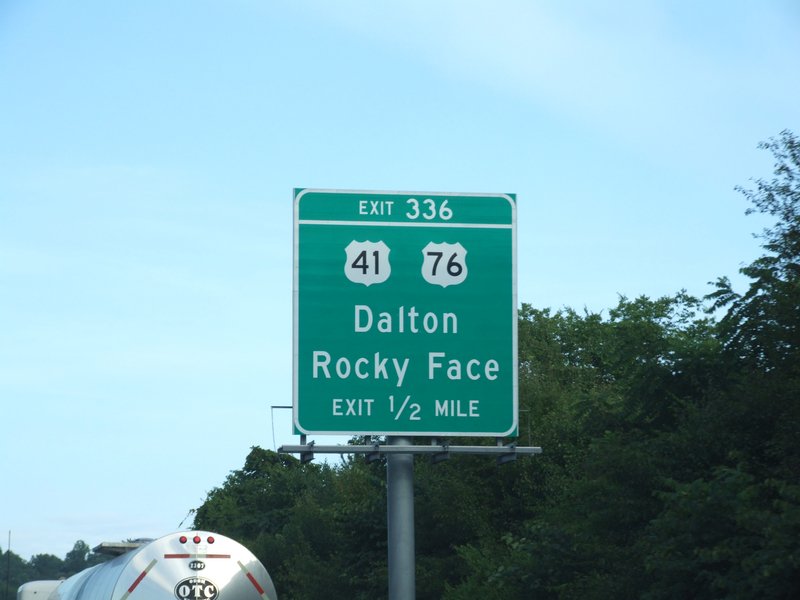 EXIT 336
41 76
Dalton
Rocky Face
EXIT 1/2 MILE
OTC